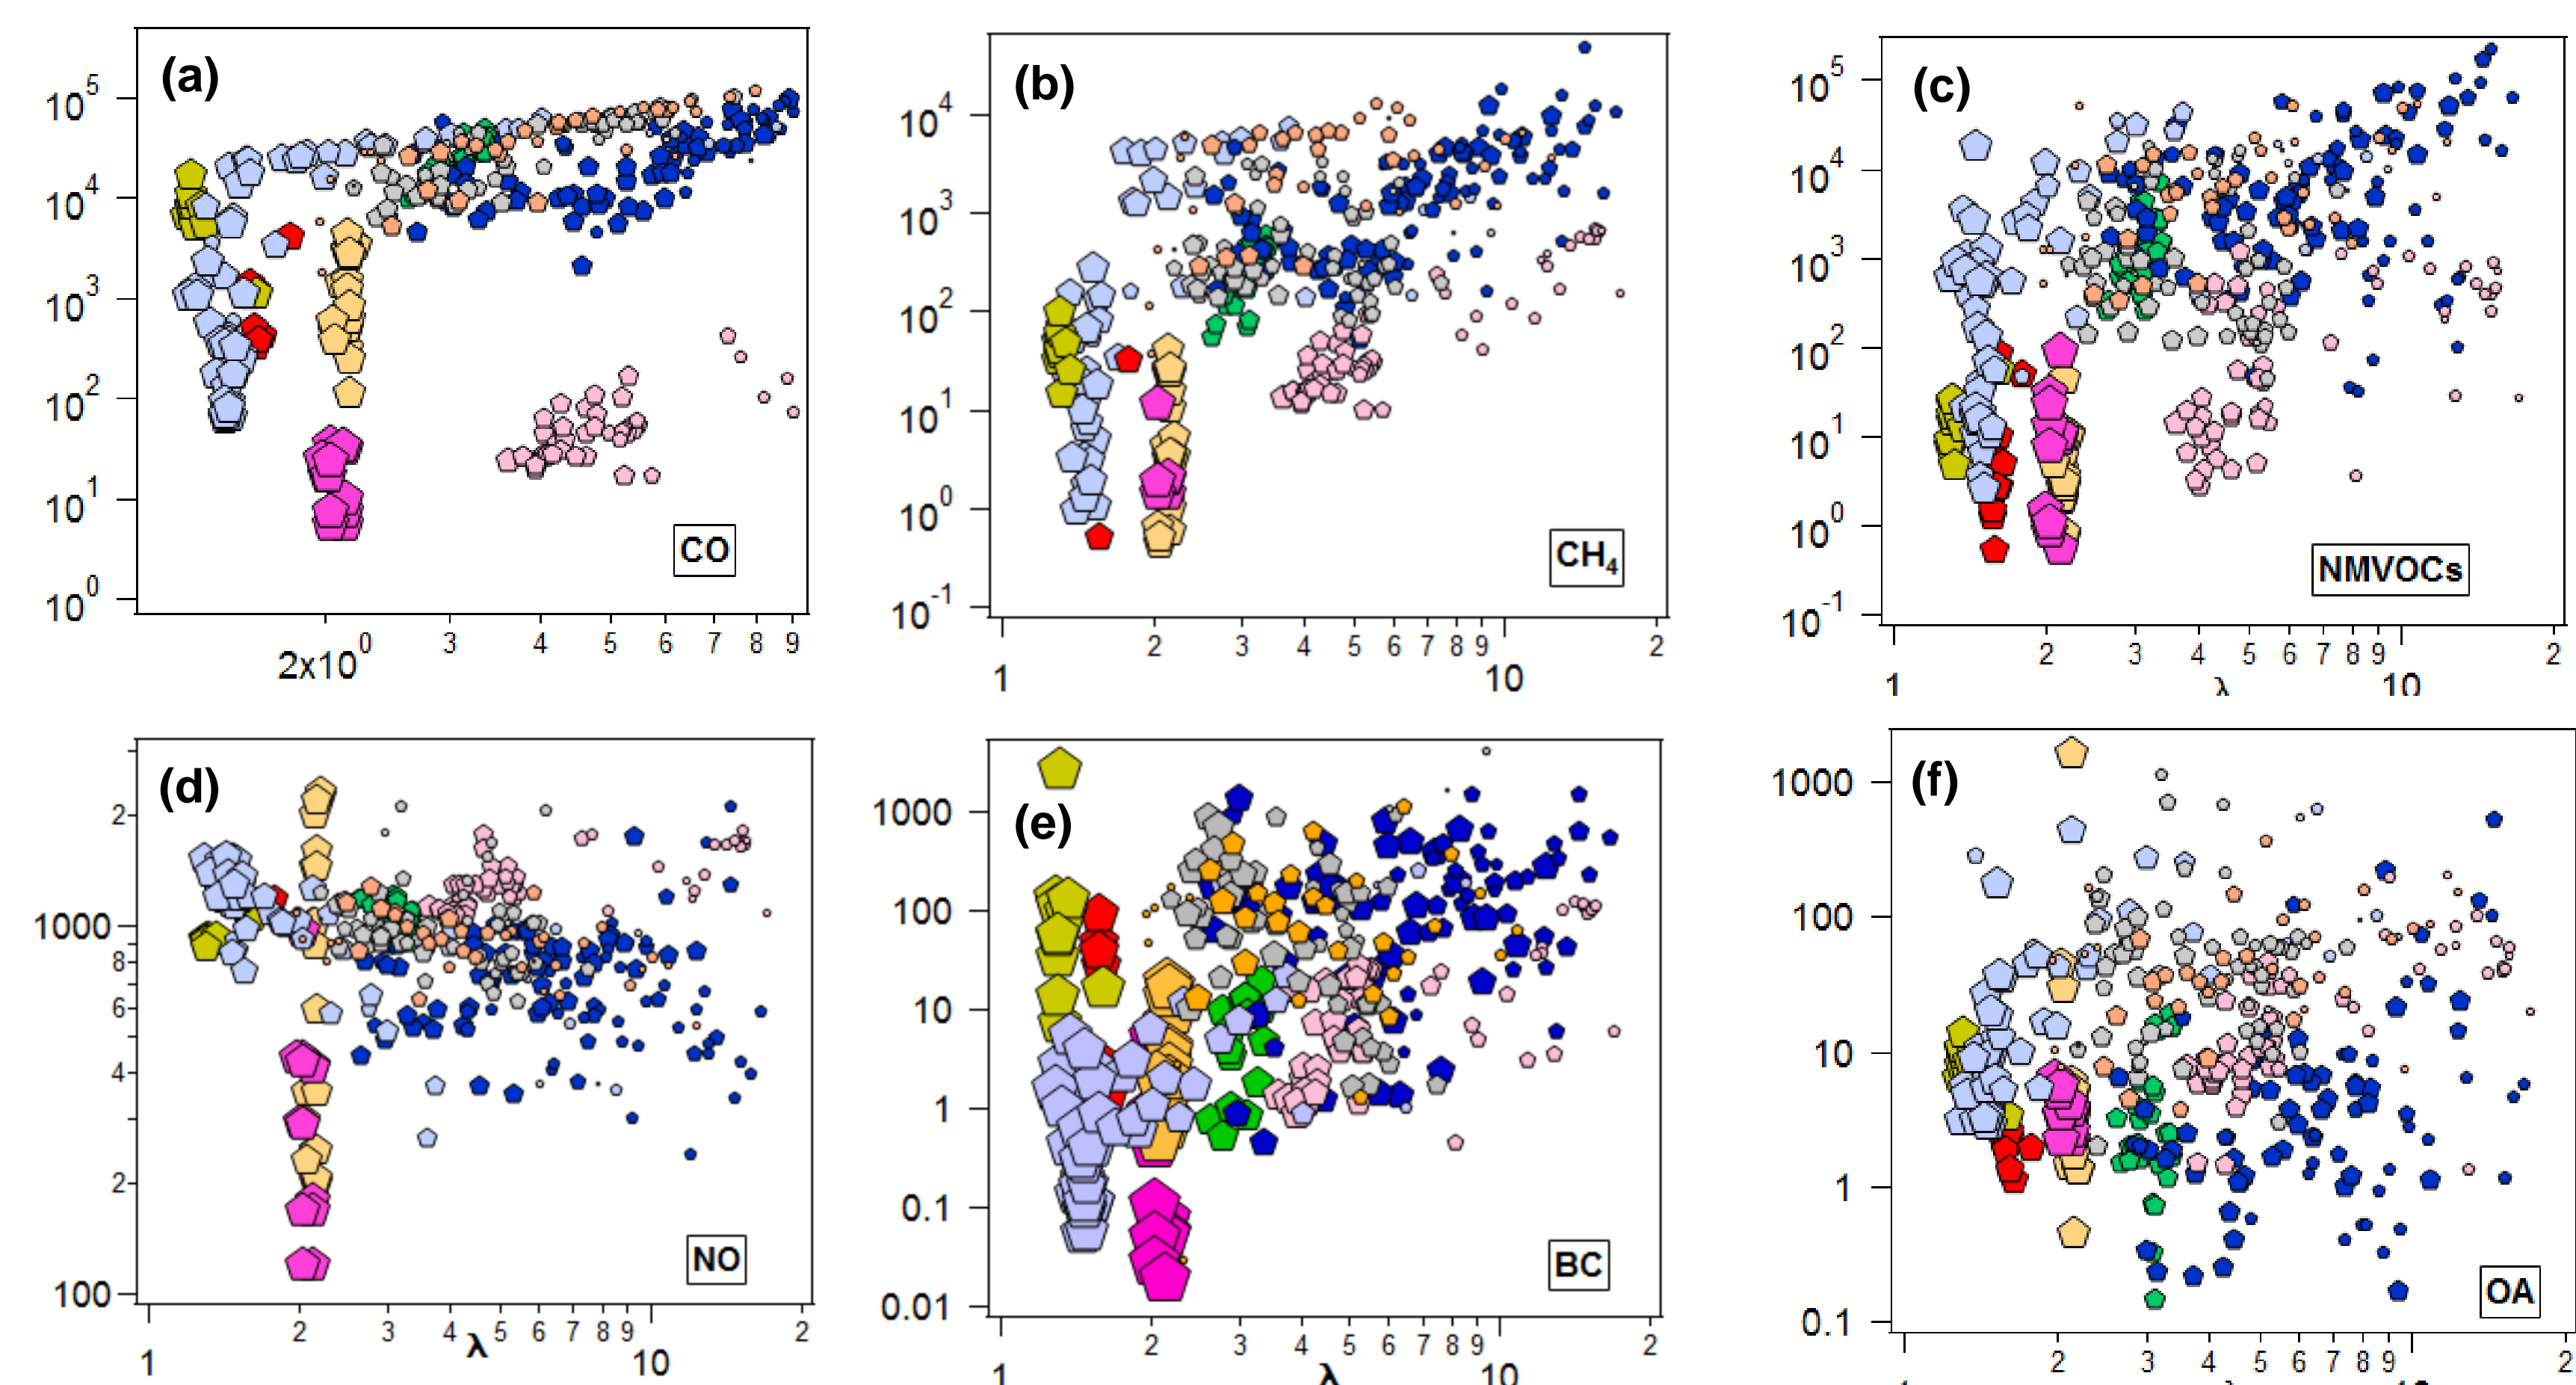 (a)
10^5
10^4
10^3
10^2
10^1
10^0
CO
2x10^0 3 4 5 6 7 8 9
(b)
10^4
10^3
10^2
10^1
10^0
10^-1
CH₄
2 3 4 5 6 7 8 9 2
1 10
(c)
10^5
10^4
10^3
10^2
10^1
10^0
10^-1
NMVOCs
2 3 4 5 6 7 8 9 2
1 λ 10
(d)
2
1000
8
6
4
2
100
NO
2 3 4 5 6 7 8 9 2
1 λ 10
(e)
1000
100
10
1
0.1
0.01
BC
2 3 4 5 6 7 8 9 2
1 λ 10
(f)
1000
100
10
1
0.1
OA
2 3 4 5 6 7 8 9 2